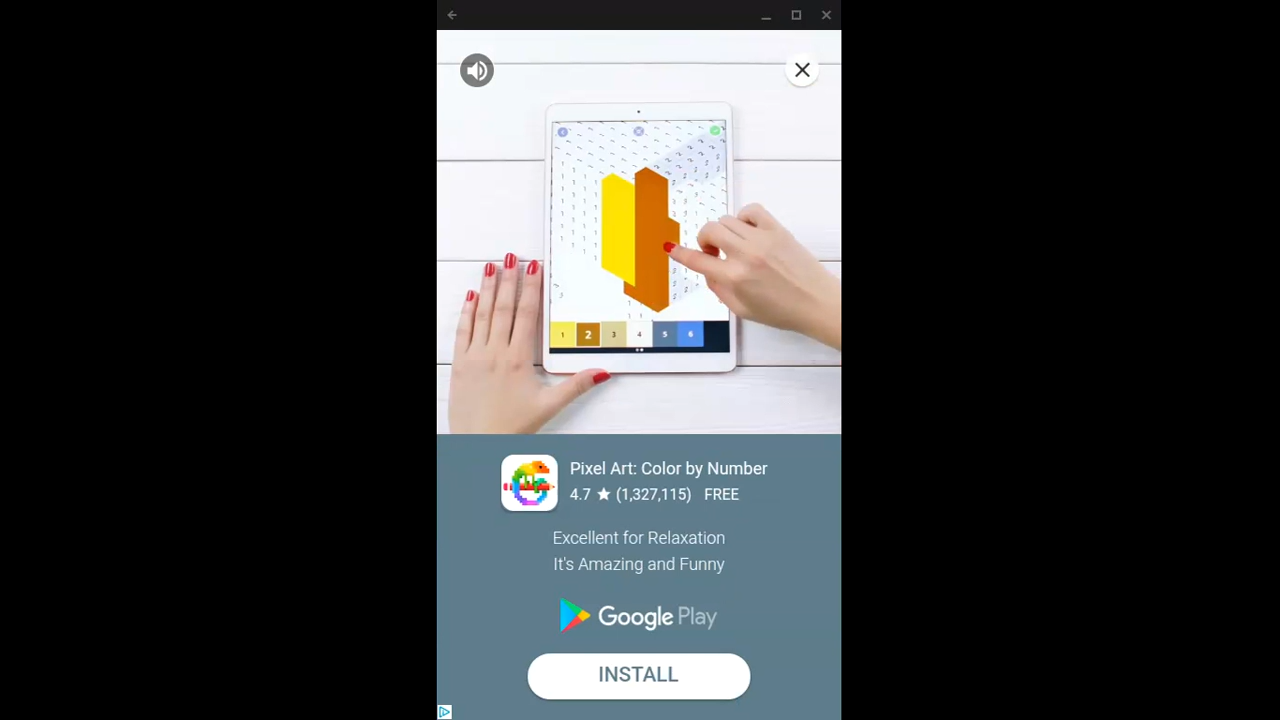 1
2
3
4
5
6
Pixel Art: Color by Number
4.7 ★ (1,327,115) FREE
Excellent for Relaxation
It's Amazing and Funny
Google Play
INSTALL